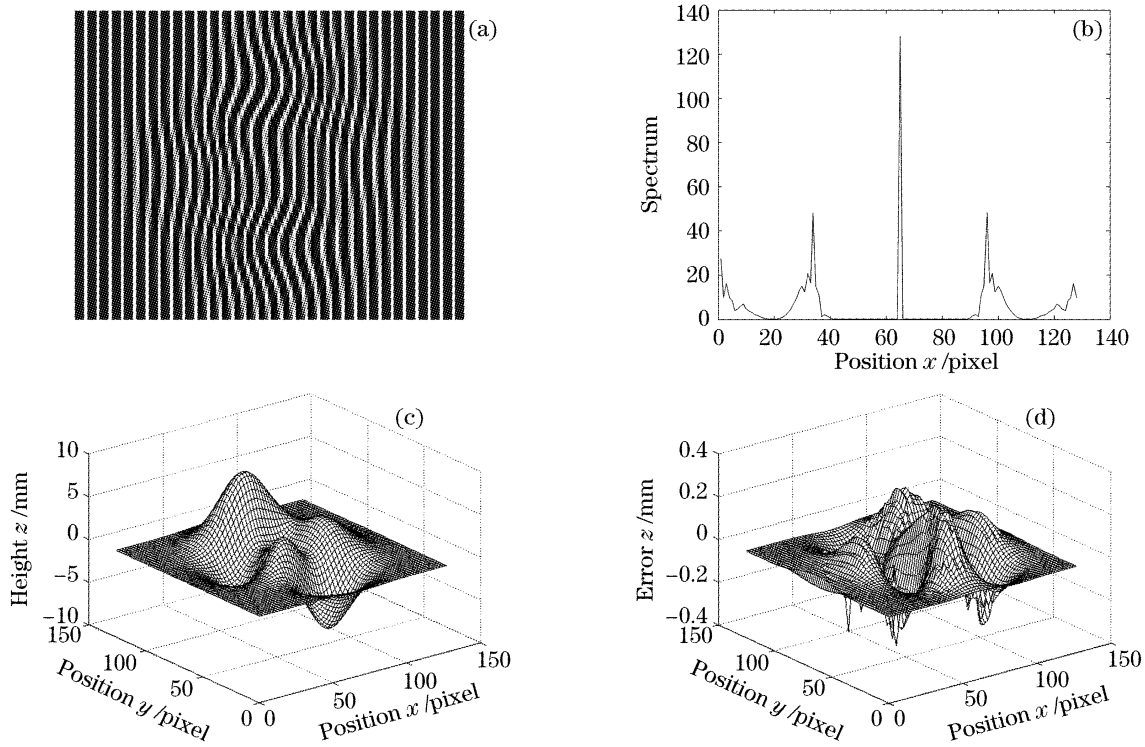 (a)
140
120
100
80
60
40
20
0
Spectrum
(b)
0 20 40 60 80 100 120 140
Position x /pixel
(c)
10
5
0
−5
−10
Height z /mm
150
100
50
0
Position y /pixel
0
50
100
150
Position x /pixel
(d)
0.4
0.2
0
−0.2
−0.4
Error z /mm
150
100
50
0
Position y /pixel
0
50
100
150
Position x /pixel